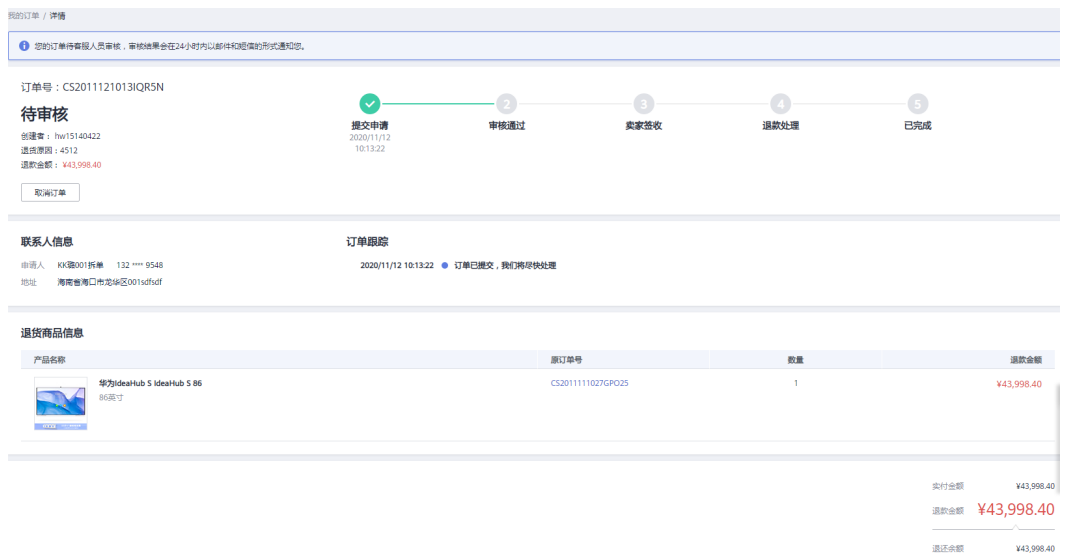 我的订单 / 详情
您的订单待客服人员审核，审核结果会在24小时内以邮件和短信的形式通知您。
订单号：CS2011121013IQR5N
待审核
创建者： hw15140422
退货原因：4512
退款金额： ¥43,998.40
取消订单
2 3 4 5
提交申请 审核通过 卖家签收 退款处理 已完成
2020/11/12
10:13:22
联系人信息
申请人 KK璐001拆单 132 **** 9548
地址 海南省海口市龙华区001sdfsdf
订单跟踪
2020/11/12 10:13:22 订单已提交，我们将尽快处理
退货商品信息
产品名称 原订单号 数量 退款金额
华为IdeaHub S IdeaHub S 86 CS2011111027GPO25 1 ¥43,998.40
86英寸
实付金额 ¥43,998.40
退款金额 ¥43,998.40
退还余额 ¥43,998.40